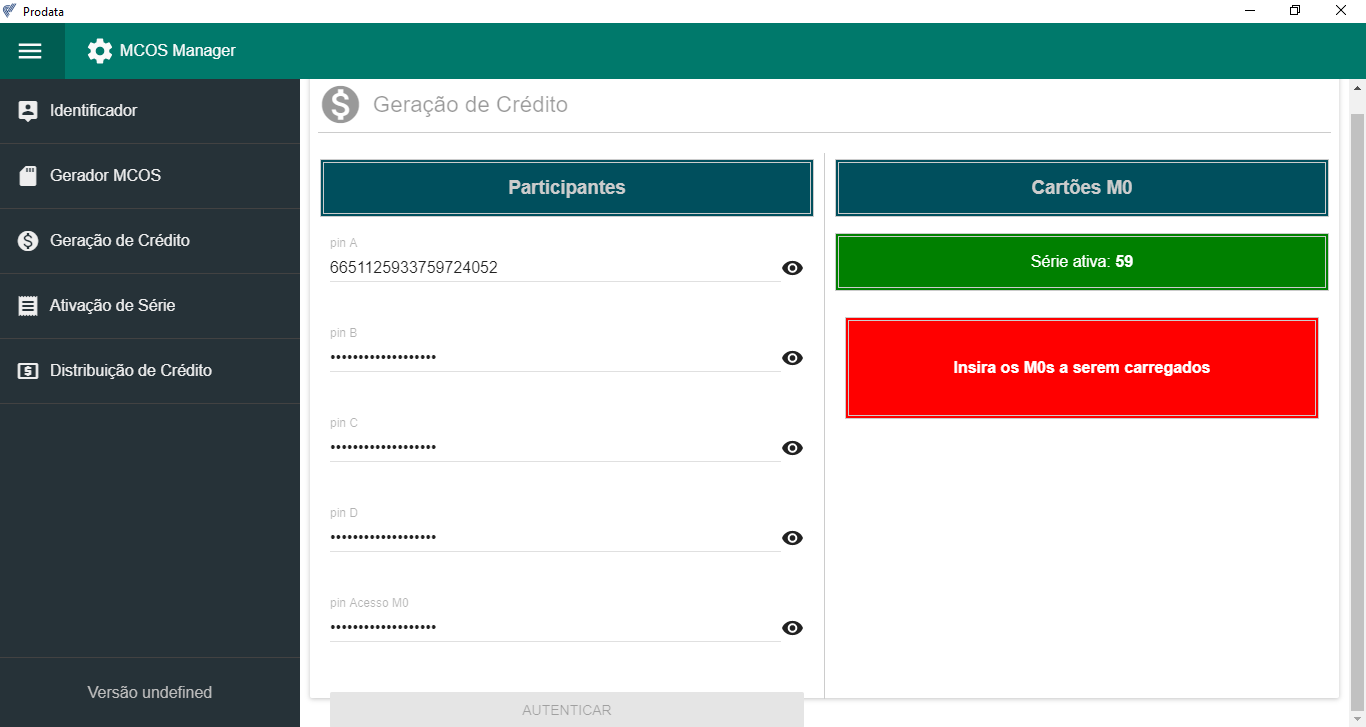 Prodata
MCOS Manager
Identificador
Gerador MCOS
Geração de Crédito
Ativação de Série
Distribuição de Crédito
Versão undefined
Geração de Crédito
Participantes
pin A
6651125933759724052
pin B
•••••••••••••••••••
pin C
•••••••••••••••••••
pin D
•••••••••••••••••••
pin Acesso M0
•••••••••••••••••••
AUTENTICAR
Cartões M0
Série ativa: 59
Insira os M0s a serem carregados